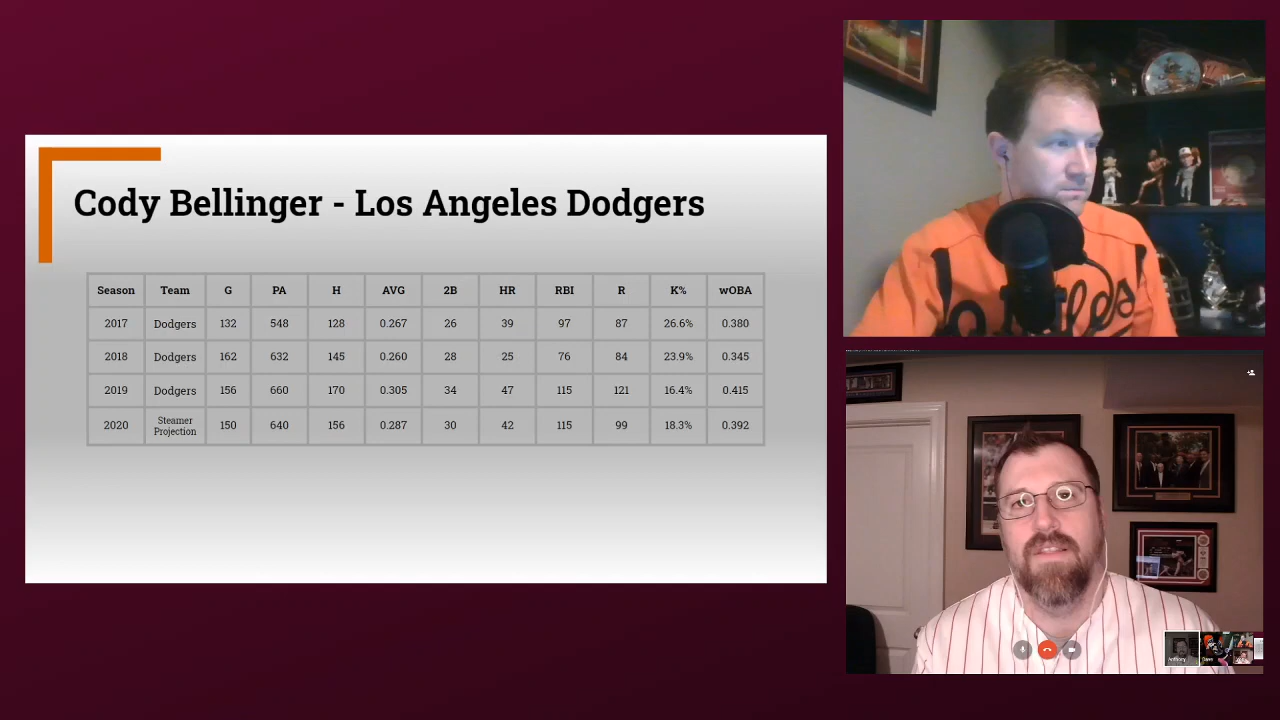 Cody Bellinger - Los Angeles Dodgers
Season Team G PA H AVG 2B HR RBI R K% wOBA
2017 Dodgers 132 548 128 0.267 26 39 97 87 26.6% 0.380
2018 Dodgers 162 632 145 0.260 28 25 76 84 23.9% 0.345
2019 Dodgers 156 660 170 0.305 34 47 115 121 16.4% 0.415
2020 Steamer Projection 150 640 156 0.287 30 42 115 99 18.3% 0.392
Anthony
Dave